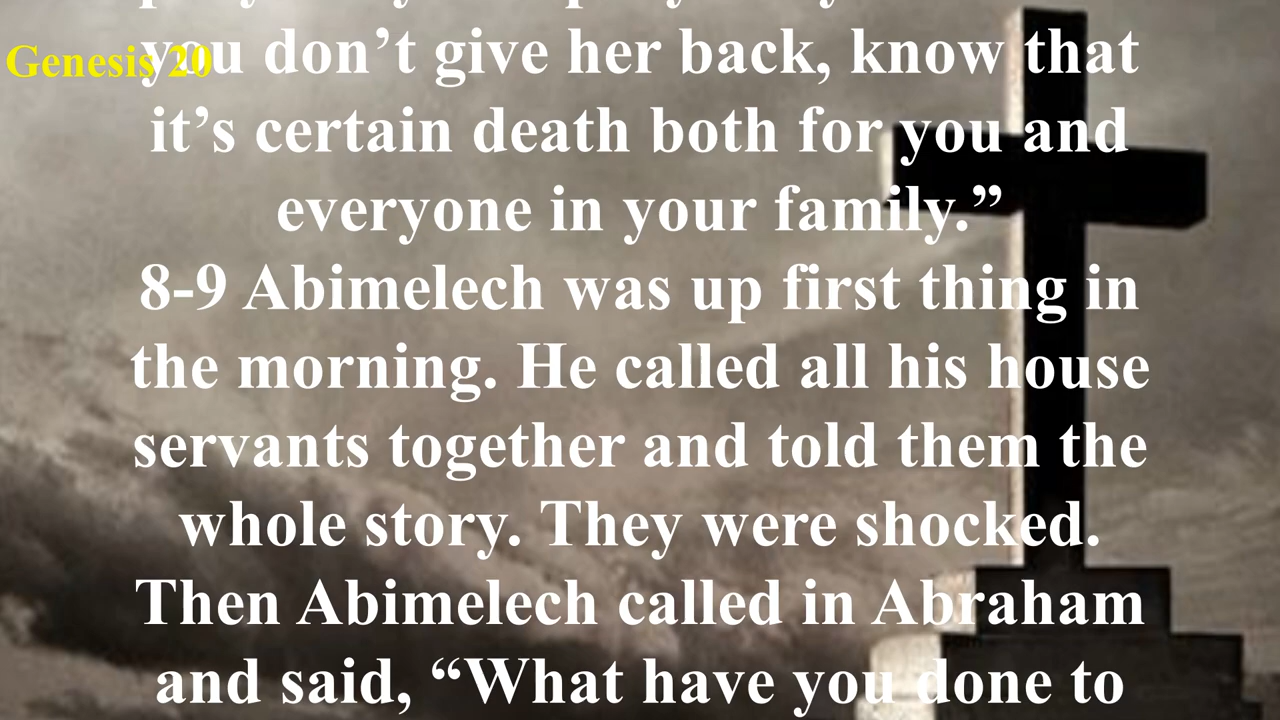 Genesis 20
you don’t give her back, know that
it’s certain death both for you and
everyone in your family.”
8-9 Abimelech was up first thing in
the morning. He called all his house
servants together and told them the
whole story. They were shocked.
Then Abimelech called in Abraham
and said, “What have you done to